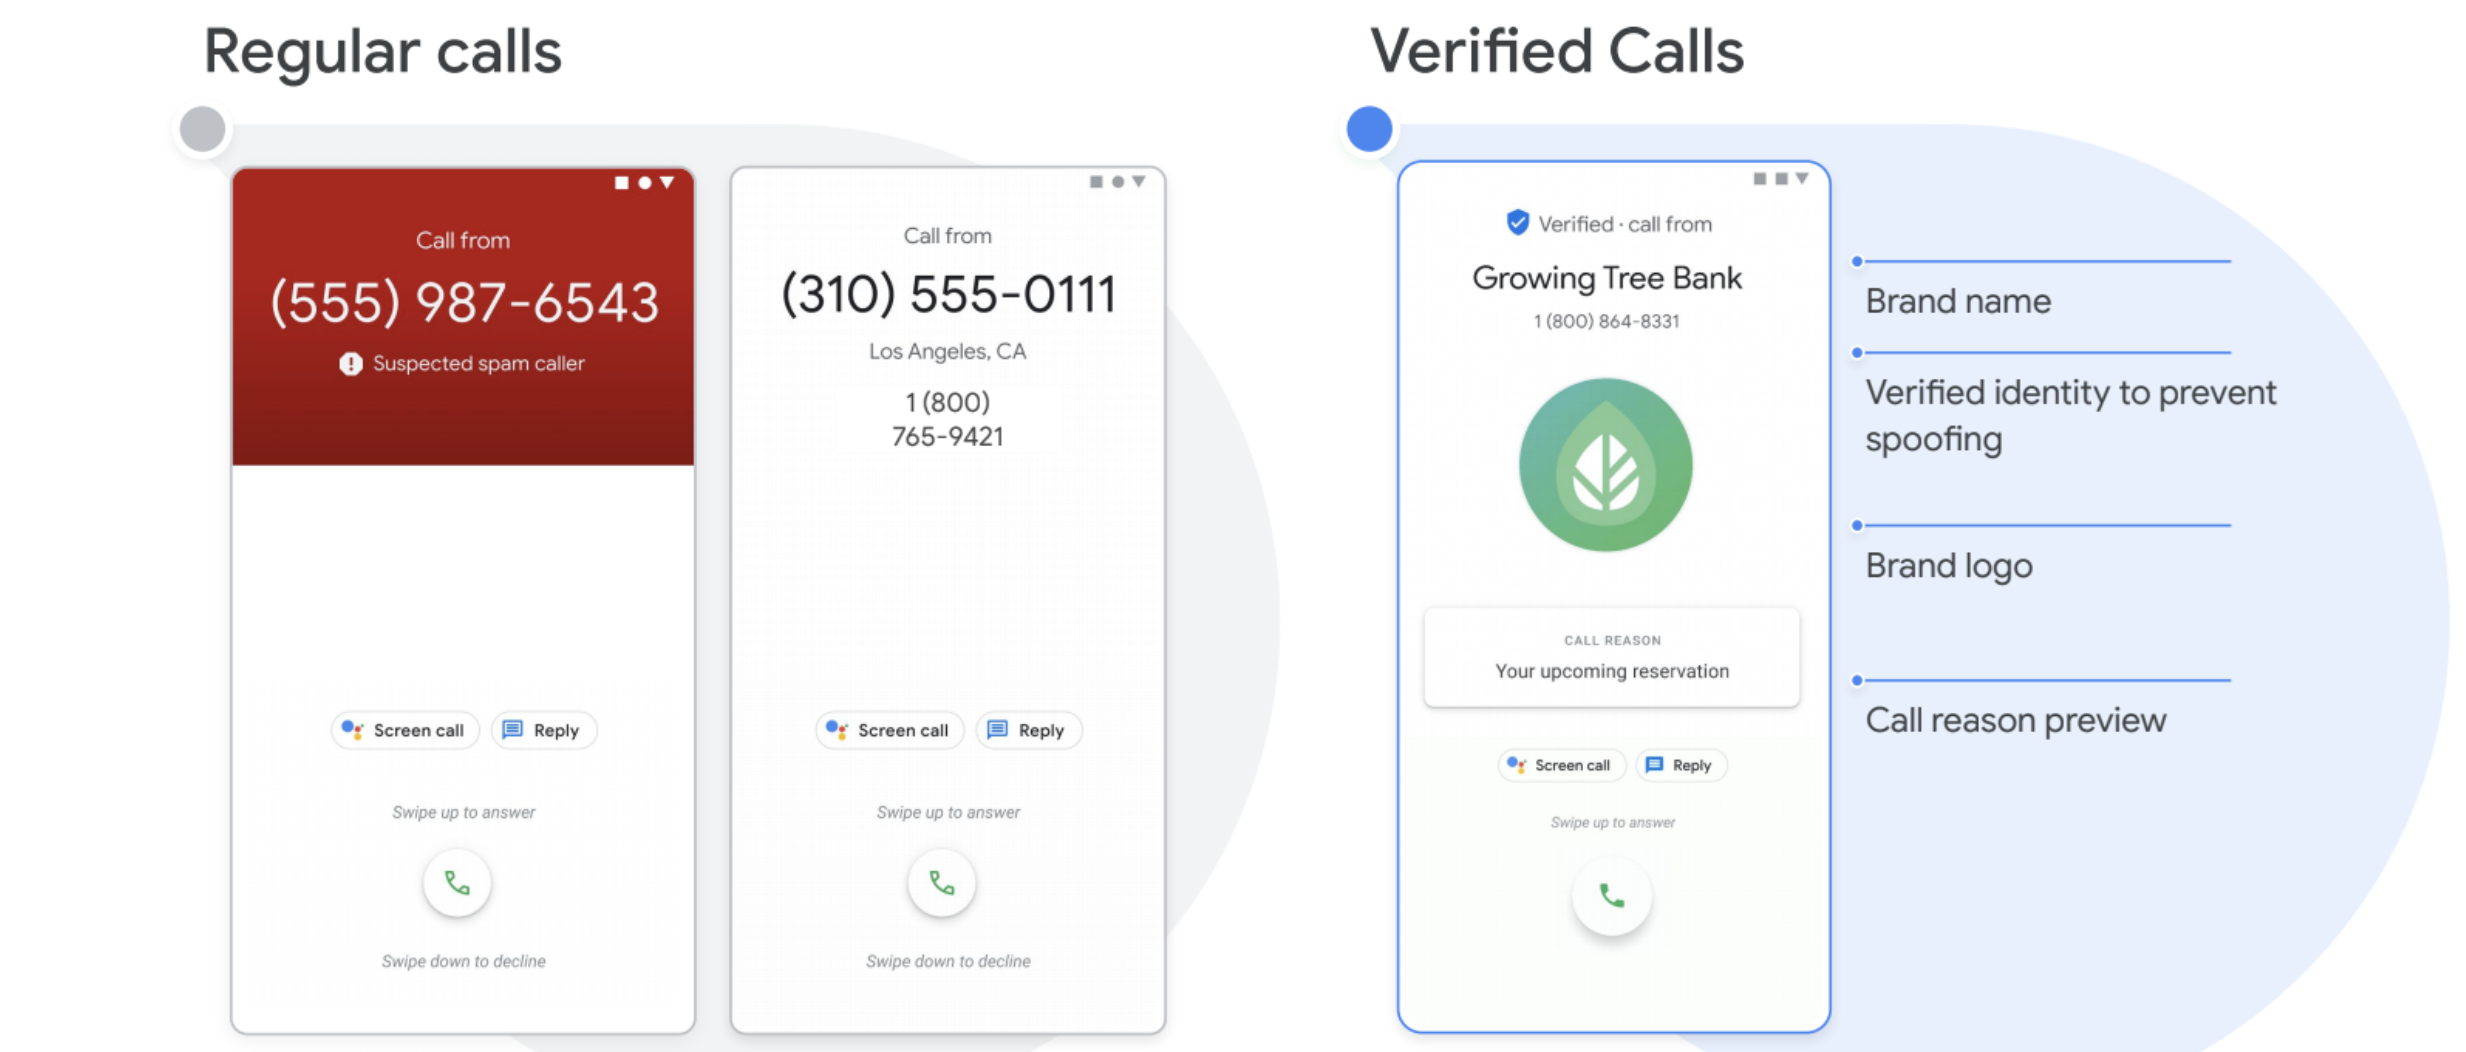 Regular calls
Call from
(555) 987-6543
Suspected spam caller
Screen call
Reply
Swipe up to answer
Swipe down to decline
Call from
(310) 555-0111
Los Angeles, CA
1 (800)
765-9421
Screen call
Reply
Swipe up to answer
Swipe down to decline
Verified Calls
Verified · call from
Growing Tree Bank
1 (800) 864-8331
CALL REASON
Your upcoming reservation
Screen call
Reply
Swipe up to answer
Brand name
Verified identity to prevent
spoofing
Brand logo
Call reason preview